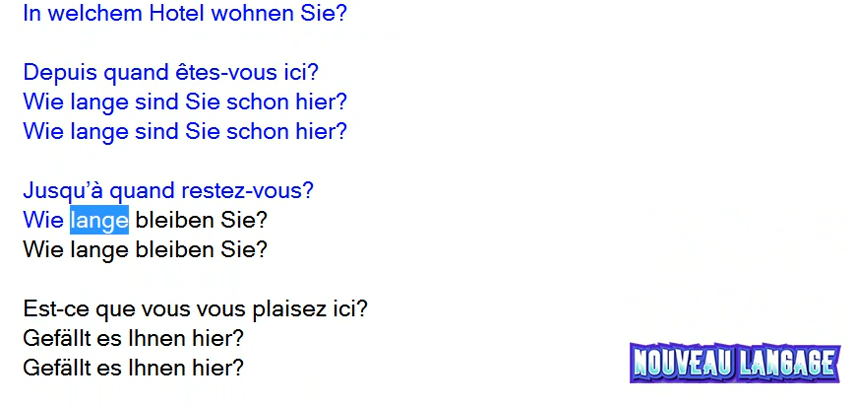 In welchem Hotel wohnen Sie?
Depuis quand êtes-vous ici?
Wie lange sind Sie schon hier?
Wie lange sind Sie schon hier?
Jusqu’à quand restez-vous?
Wie lange bleiben Sie?
Wie lange bleiben Sie?
Est-ce que vous vous plaisez ici?
Gefällt es Ihnen hier?
Gefällt es Ihnen hier?
NOUVEAU LANGAGE